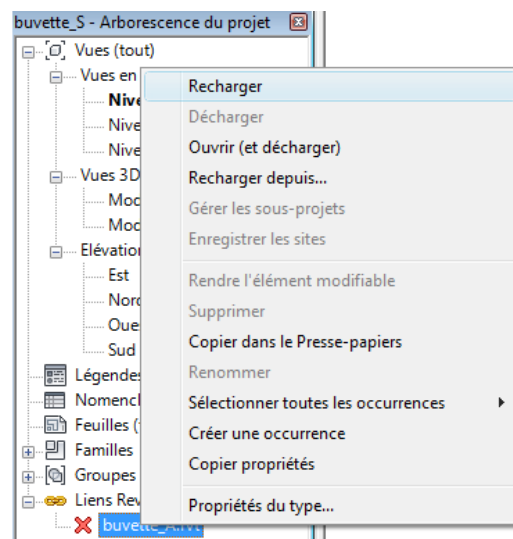 buvette_S - Arborescence du projet
Vues (tout)
Vues en
Nive
Nive
Nive
Vues 3D
Mod
Mod
Elévation
Est
Nord
Oues
Sud
Légendes
Nomencl
Feuilles (
Familles
Groupes
Liens Rev
buvette_A.rvt
Recharger
Décharger
Ouvrir (et décharger)
Recharger depuis...
Gérer les sous-projets
Enregistrer les sites
Rendre l'élément modifiable
Supprimer
Copier dans le Presse-papiers
Renommer
Sélectionner toutes les occurrences
Créer une occurrence
Copier propriétés
Propriétés du type...